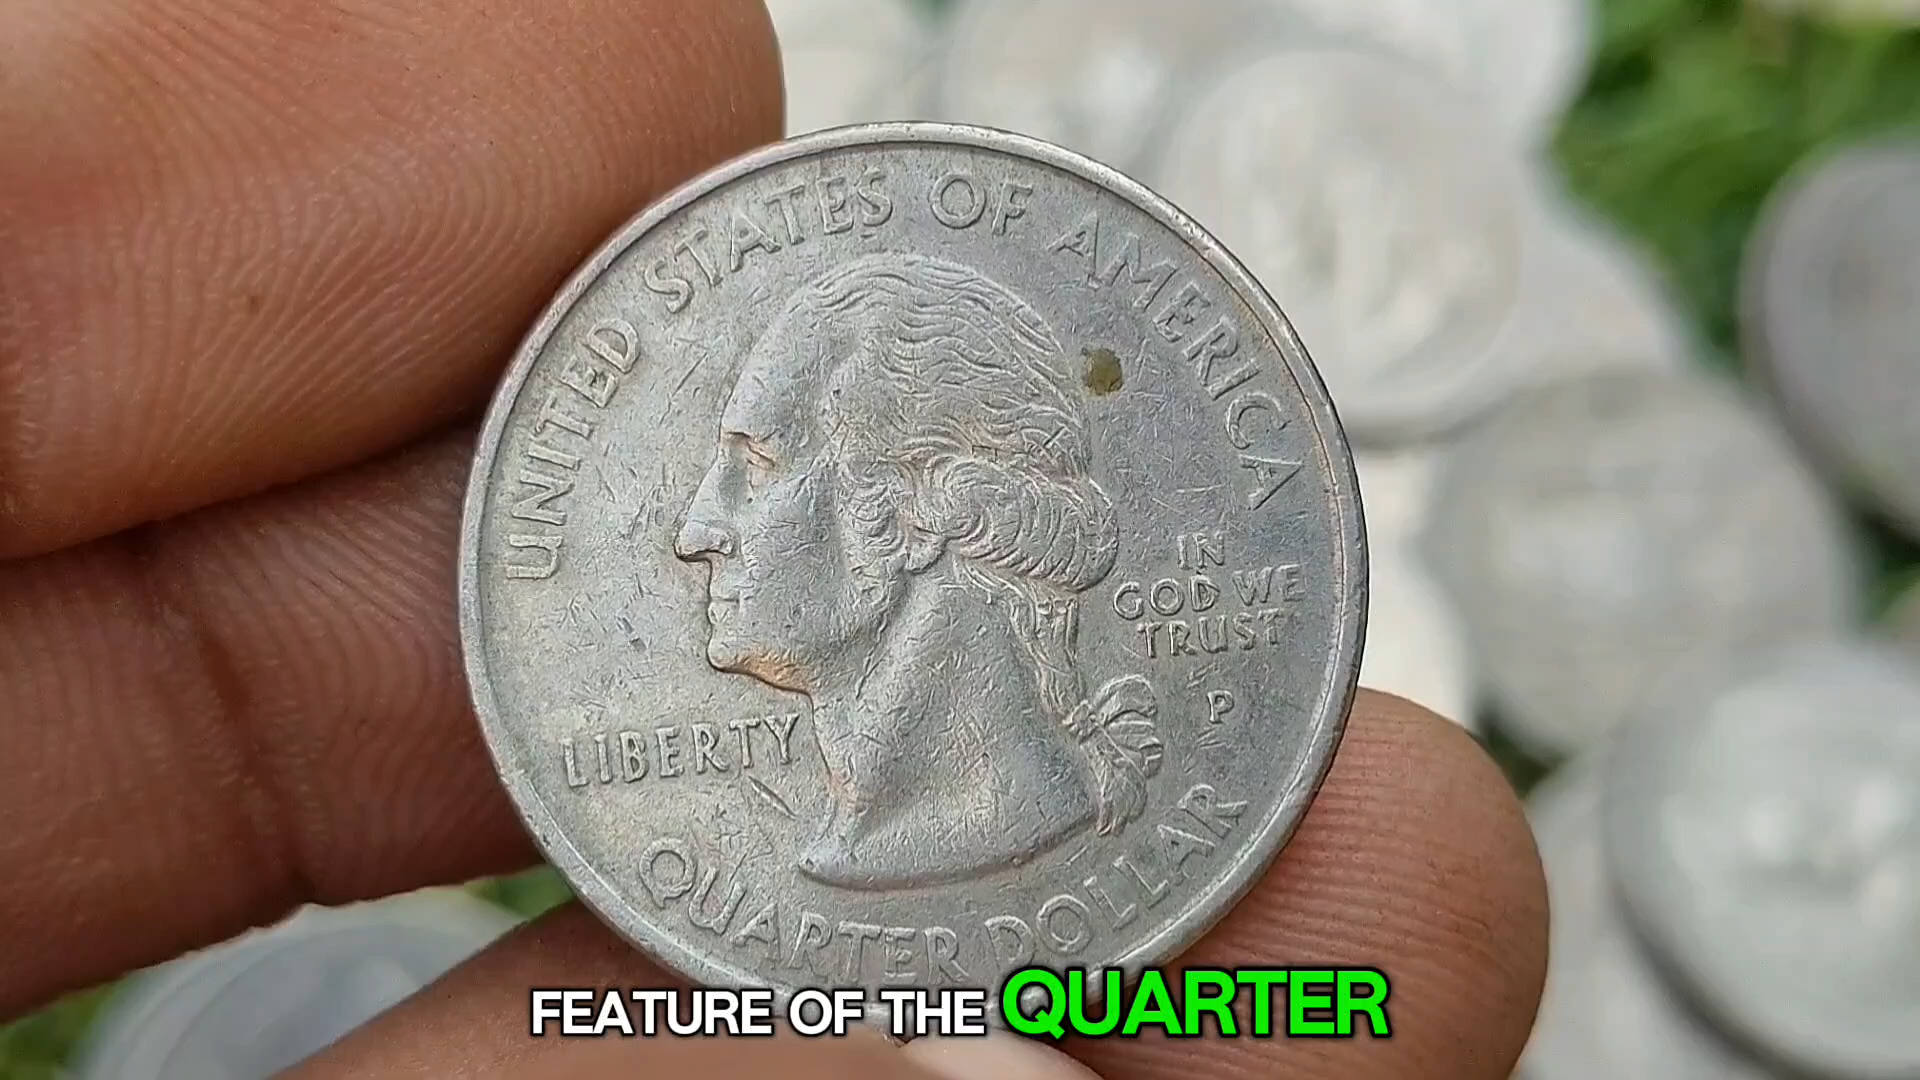 UNITED STATES OF AMERICA
IN
GOD WE
TRUST
P
LIBERTY
QUARTER DOLLAR
FEATURE OF THE QUARTER